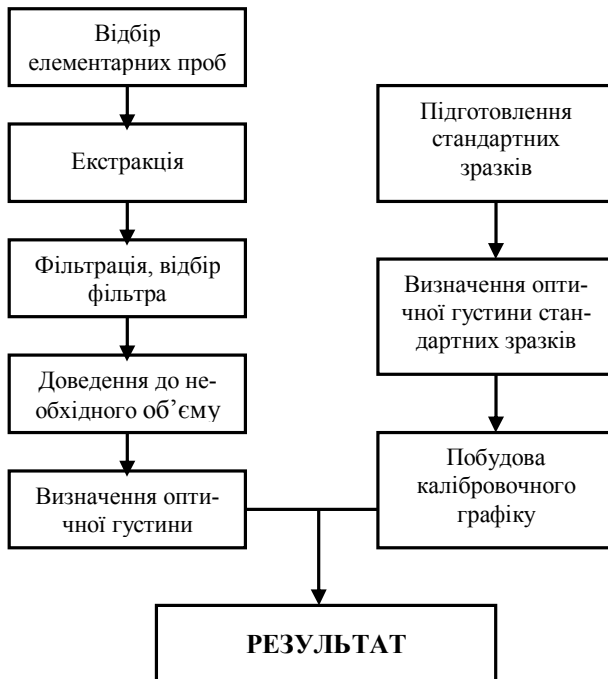 Відбір
елементарних проб
Екстракція
Фільтрація, відбір
фільтра
Доведення до не-
обхідного об’єму
Визначення опти-
чної густини
Підготовлення
стандартних
зразків
Визначення опти-
чної густини стан-
дартних зразків
Побудова
калібровочного
графіку
РЕЗУЛЬТАТ